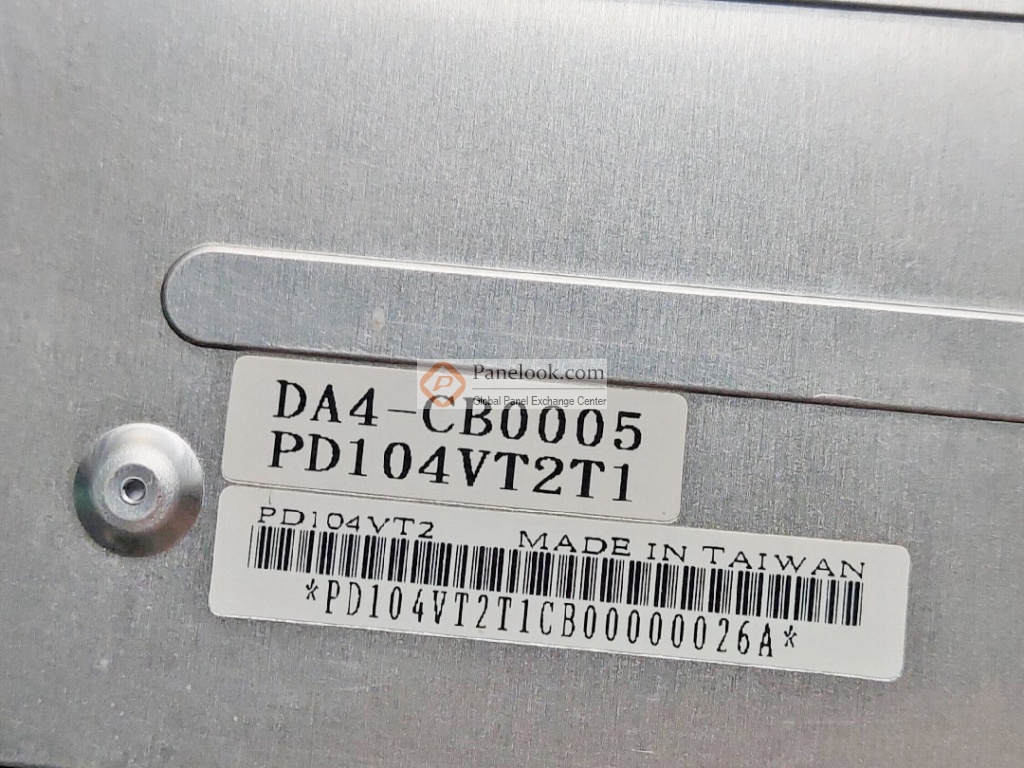 Panelook.com
Global Panel Exchange Center
DA4-CB0005
PD104VT2T1
PD104VT2 MADE IN TAIWAN
*PD104VT2T1CB00000026A*